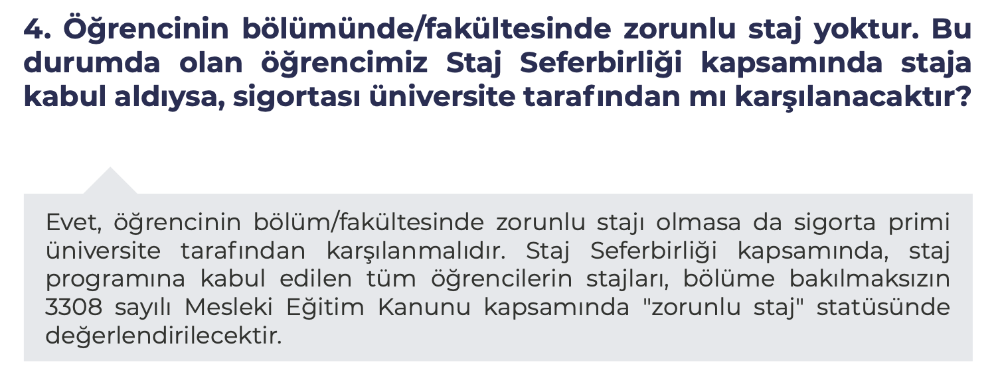 4. Öğrencinin bölümünde/fakültesinde zorunlu staj yoktur. Bu
durumda olan öğrencimiz Staj Seferbirliği kapsamında staja
kabul aldıysa, sigortası üniversite tarafından mı karşılanacaktır?
Evet, öğrencinin bölüm/fakültesinde zorunlu stajı olmasa da sigorta primi
üniversite tarafından karşılanmalıdır. Staj Seferbirliği kapsamında, staj
programına kabul edilen tüm öğrencilerin stajları, bölüme bakılmaksızın
3308 sayılı Mesleki Eğitim Kanunu kapsamında "zorunlu staj" statüsünde
değerlendirilecektir.